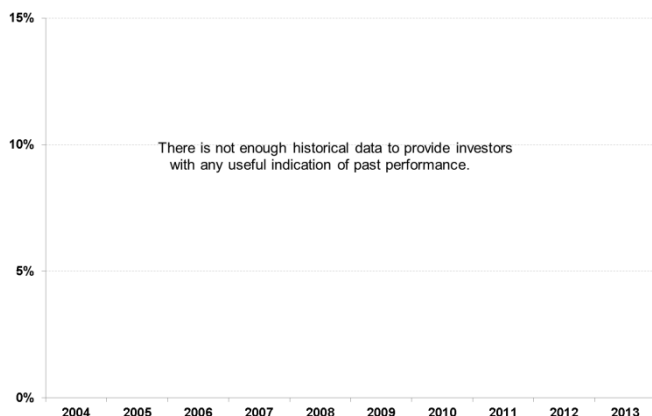 15%
There is not enough historical data to provide investors
10%
with any useful indication of past performance.
5%
0%
2004 2005 2006 2007 2008 2009 2010 2011 2012 2013